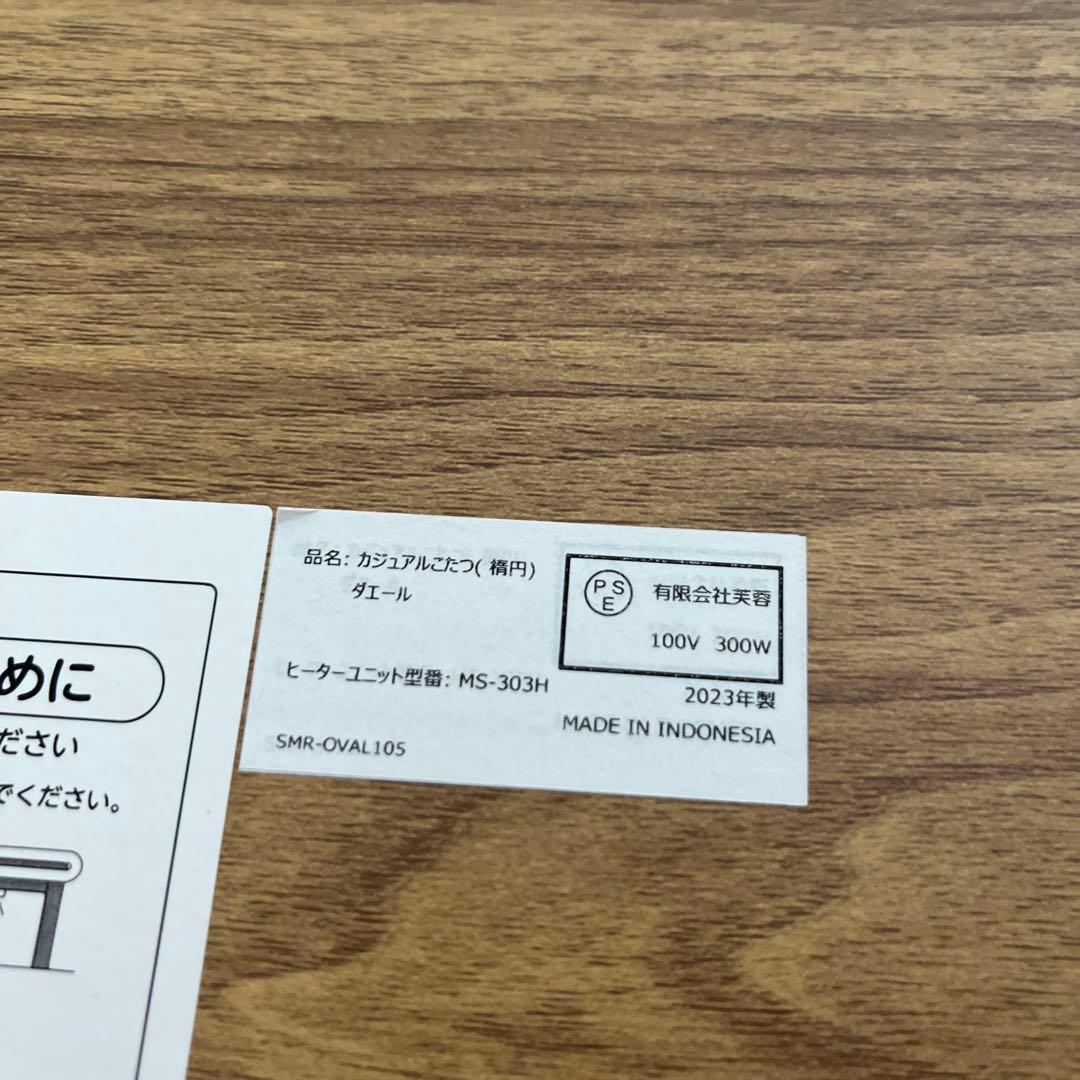 めに
ださい
でください。
品名: カジュアルこたつ( 楕円)
ダエール
ヒーターユニット型番: MS-303H
SMR-OVAL105
PSE
有限会社芙蓉
100V 300W
2023年製
MADE IN INDONESIA